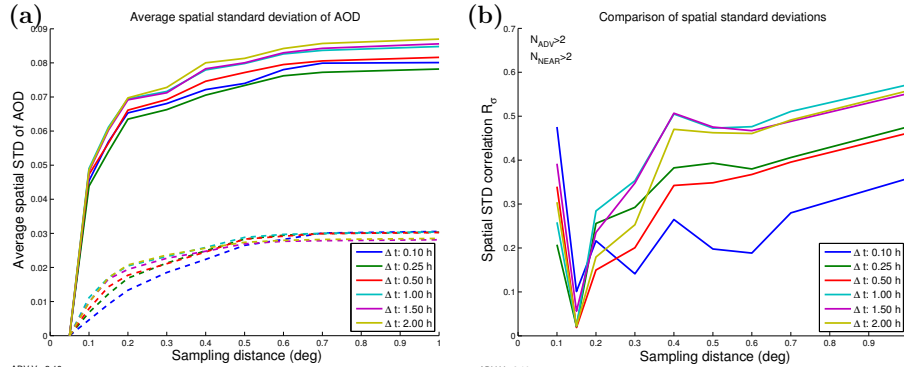 (a)
Average spatial standard deviation of AOD
Average spatial STD of AOD
0.09
0.08
0.07
0.06
0.05
0.04
0.03
0.02
0.01
0
0 0.1 0.2 0.3 0.4 0.5 0.6 0.7 0.8 0.9 1
Sampling distance (deg)
Δ t: 0.10 h
Δ t: 0.25 h
Δ t: 0.50 h
Δ t: 1.00 h
Δ t: 1.50 h
Δ t: 2.00 h
(b)
Comparison of spatial standard deviations
N_ADV>2
N_NEAR>2
Spatial STD correlation R_σ
0.7
0.6
0.5
0.4
0.3
0.2
0.1
0
0 0.1 0.2 0.3 0.4 0.5 0.6 0.7 0.8 0.9
Sampling distance (deg)
Δ t: 0.10 h
Δ t: 0.25 h
Δ t: 0.50 h
Δ t: 1.00 h
Δ t: 1.50 h
Δ t: 2.00 h